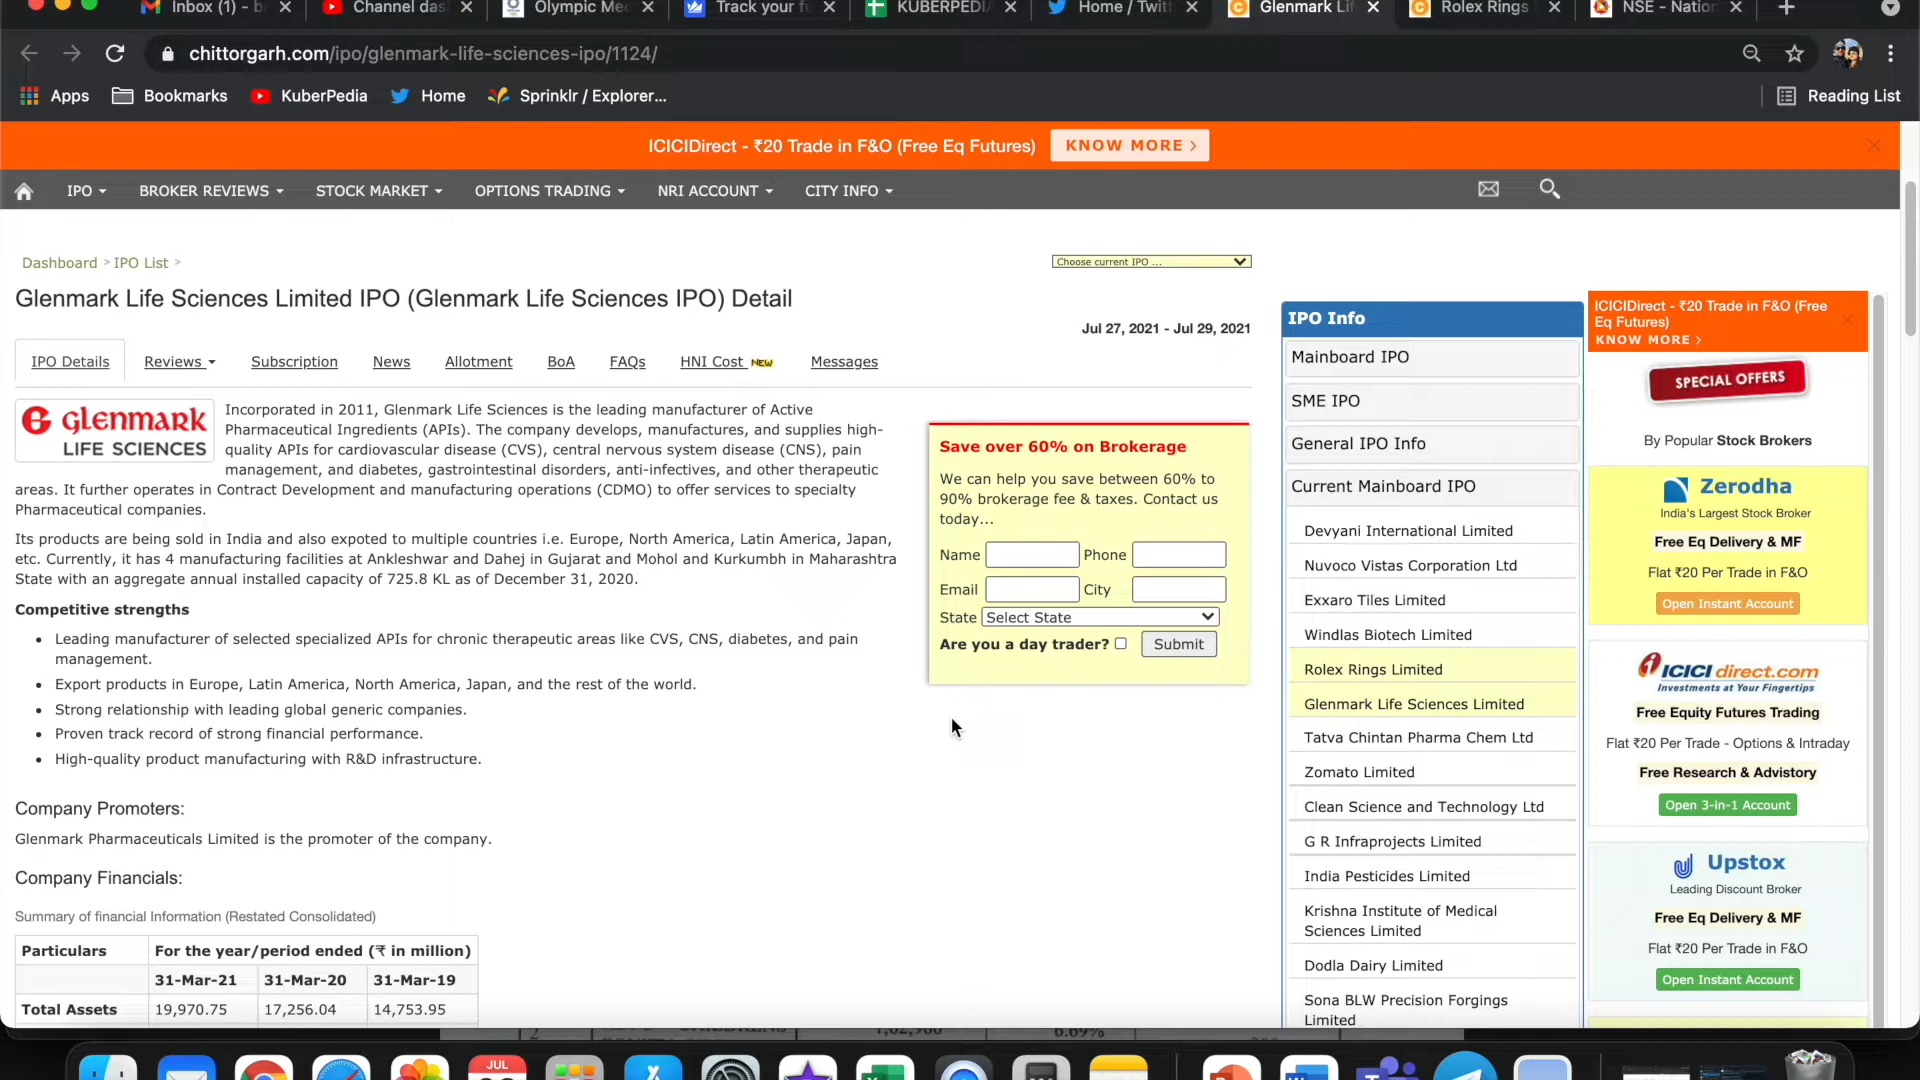 Inbox (1) - b
Channel das
Olympic Med
Track your fu
KUBERPEDIA
Home / Twitt
Glenmark Lif
Rolex Rings
NSE - Nation
chittorgarh.com/ipo/glenmark-life-sciences-ipo/1124/
Apps
Bookmarks
KuberPedia
Home
Sprinklr / Explorer...
Reading List
ICICIDirect - ₹20 Trade in F&O (Free Eq Futures)
KNOW MORE >
IPO
BROKER REVIEWS
STOCK MARKET
OPTIONS TRADING
NRI ACCOUNT
CITY INFO
Dashboard > IPO List >
Choose current IPO ...
Glenmark Life Sciences Limited IPO (Glenmark Life Sciences IPO) Detail
Jul 27, 2021 - Jul 29, 2021
IPO Details
Reviews
Subscription
News
Allotment
BoA
FAQs
HNI Cost NEW
Messages
glenmark
LIFE SCIENCES
Incorporated in 2011, Glenmark Life Sciences is the leading manufacturer of Active
Pharmaceutical Ingredients (APIs). The company develops, manufactures, and supplies high-
quality APIs for cardiovascular disease (CVS), central nervous system disease (CNS), pain
management, and diabetes, gastrointestinal disorders, anti-infectives, and other therapeutic
areas. It further operates in Contract Development and manufacturing operations (CDMO) to offer services to specialty
Pharmaceutical companies.
Its products are being sold in India and also expoted to multiple countries i.e. Europe, North America, Latin America, Japan,
etc. Currently, it has 4 manufacturing facilities at Ankleshwar and Dahej in Gujarat and Mohol and Kurkumbh in Maharashtra
State with an aggregate annual installed capacity of 725.8 KL as of December 31, 2020.
Competitive strengths
• Leading manufacturer of selected specialized APIs for chronic therapeutic areas like CVS, CNS, diabetes, and pain
management.
• Export products in Europe, Latin America, North America, Japan, and the rest of the world.
• Strong relationship with leading global generic companies.
• Proven track record of strong financial performance.
• High-quality product manufacturing with R&D infrastructure.
Company Promoters:
Glenmark Pharmaceuticals Limited is the promoter of the company.
Company Financials:
Summary of financial Information (Restated Consolidated)
Particulars For the year/period ended (₹ in million)
31-Mar-21 31-Mar-20 31-Mar-19
Total Assets 19,970.75 17,256.04 14,753.95
Save over 60% on Brokerage
We can help you save between 60% to
90% brokerage fee & taxes. Contact us
today...
Name Phone
Email City
State Select State
Are you a day trader? Submit
IPO Info
Mainboard IPO
SME IPO
General IPO Info
Current Mainboard IPO
Devyani International Limited
Nuvoco Vistas Corporation Ltd
Exxaro Tiles Limited
Windlas Biotech Limited
Rolex Rings Limited
Glenmark Life Sciences Limited
Tatva Chintan Pharma Chem Ltd
Zomato Limited
Clean Science and Technology Ltd
G R Infraprojects Limited
India Pesticides Limited
Krishna Institute of Medical
Sciences Limited
Dodla Dairy Limited
Sona BLW Precision Forgings
Limited
ICICIDirect - ₹20 Trade in F&O (Free
Eq Futures)
KNOW MORE >
SPECIAL OFFERS
By Popular Stock Brokers
Zerodha
India's Largest Stock Broker
Free Eq Delivery & MF
Flat ₹20 Per Trade in F&O
Open Instant Account
ICICI direct.com
Investments at Your Fingertips
Free Equity Futures Trading
Flat ₹20 Per Trade - Options & Intraday
Free Research & Advistory
Open 3-in-1 Account
Upstox
Leading Discount Broker
Free Eq Delivery & MF
Flat ₹20 Per Trade in F&O
Open Instant Account
6.69%
JUL